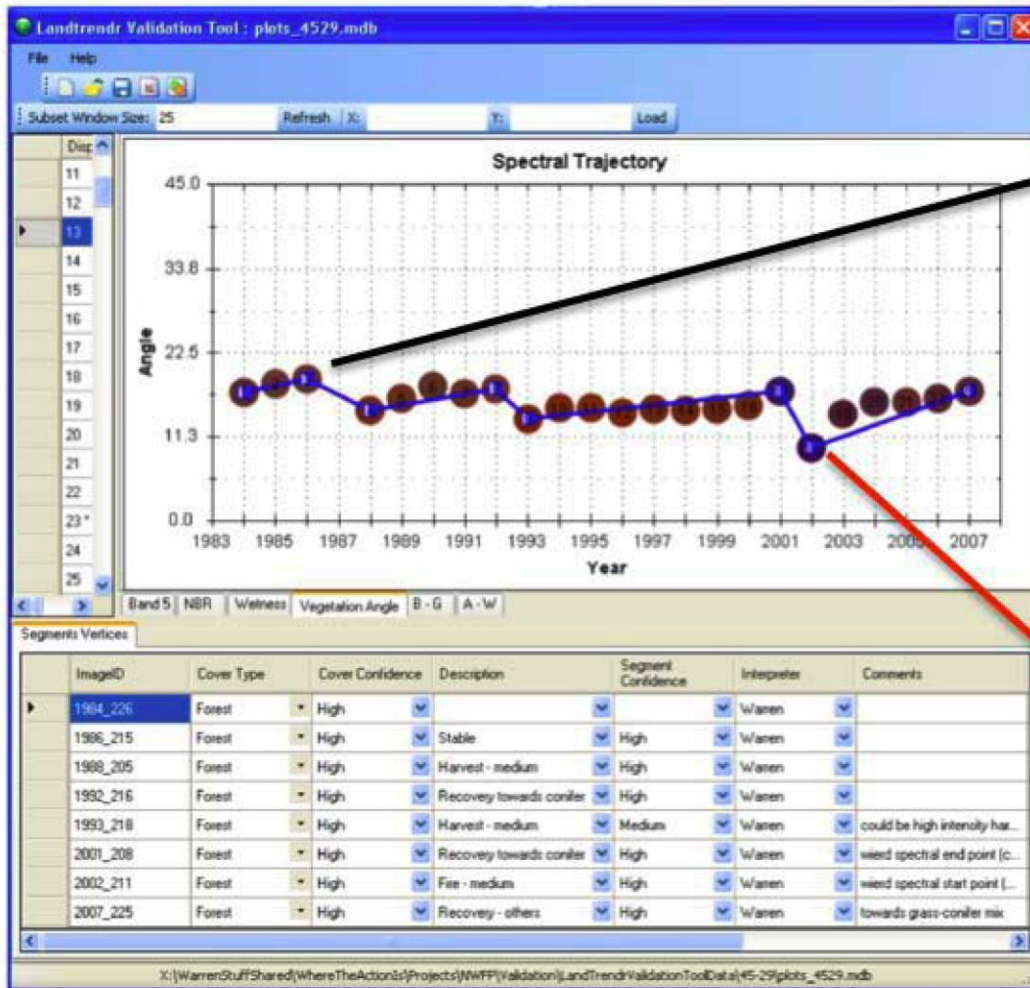 Landtrendr Validation Tool : plots_4529.mdb
File Help
Subset Window Size: 25 Refresh X: Y: Load
Disp
11
12
13
14
15
16
17
18
19
20
21
22
23 *
24
25
Spectral Trajectory
45.0
33.8
22.5
11.3
0.0
Angle
1983 1985 1987 1989 1991 1993 1995 1997 1999 2001 2003 2005 2007
Year
Band 5 NBR Wetness Vegetation Angle B - G A - W
Segments Vertices
ImageID Cover Type Cover Confidence Description Segment Confidence Interpreter Comments
1984_226 Forest High Warren
1986_215 Forest High Stable High Warren
1988_205 Forest High Harvest - medium High Warren
1992_216 Forest High Recovery towards conifer High Warren
1993_218 Forest High Harvest - medium Medium Warren could be high intensity har...
2001_208 Forest High Recovery towards conifer High Warren wierd spectral end point (c...
2002_211 Forest High Fire - medium High Warren wierd spectral start point (...
2007_225 Forest High Recovery - others High Warren towards grass-conifer mix
X:\WarrenStuffShared\WhereTheActionIs\Projects\NWFP\Validation\LandTrendrValidationToolData\45-29\plots_4529.mdb